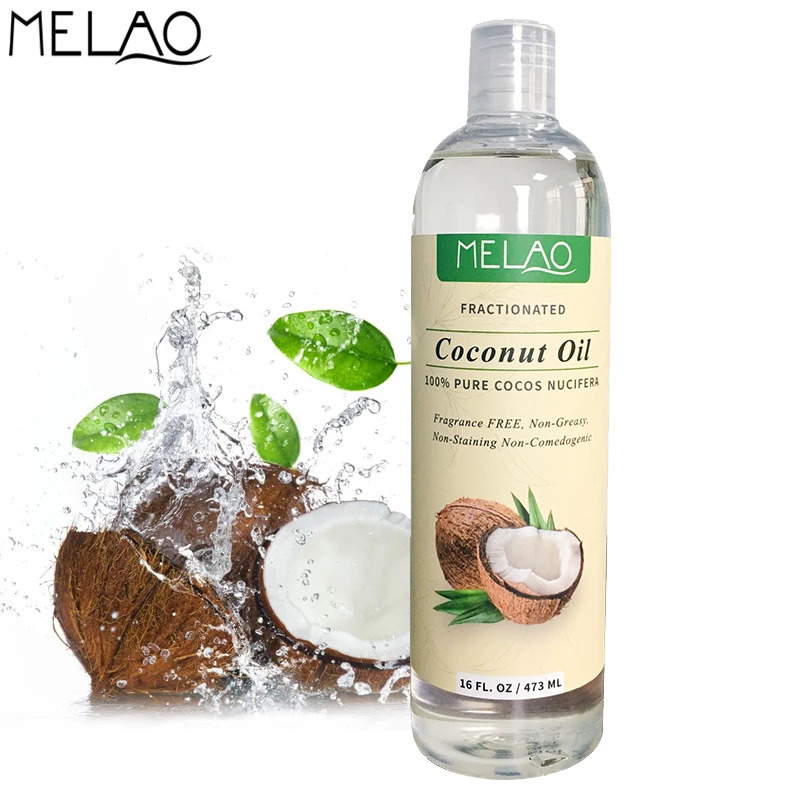 MELAO
MELAO
FRACTIONATED
Coconut Oil
100% PURE COCOS NUCIFERA
Fragrance FREE, Non-Greasy,
Non-Staining Non-Comedogenic
16 FL. OZ / 473 ML